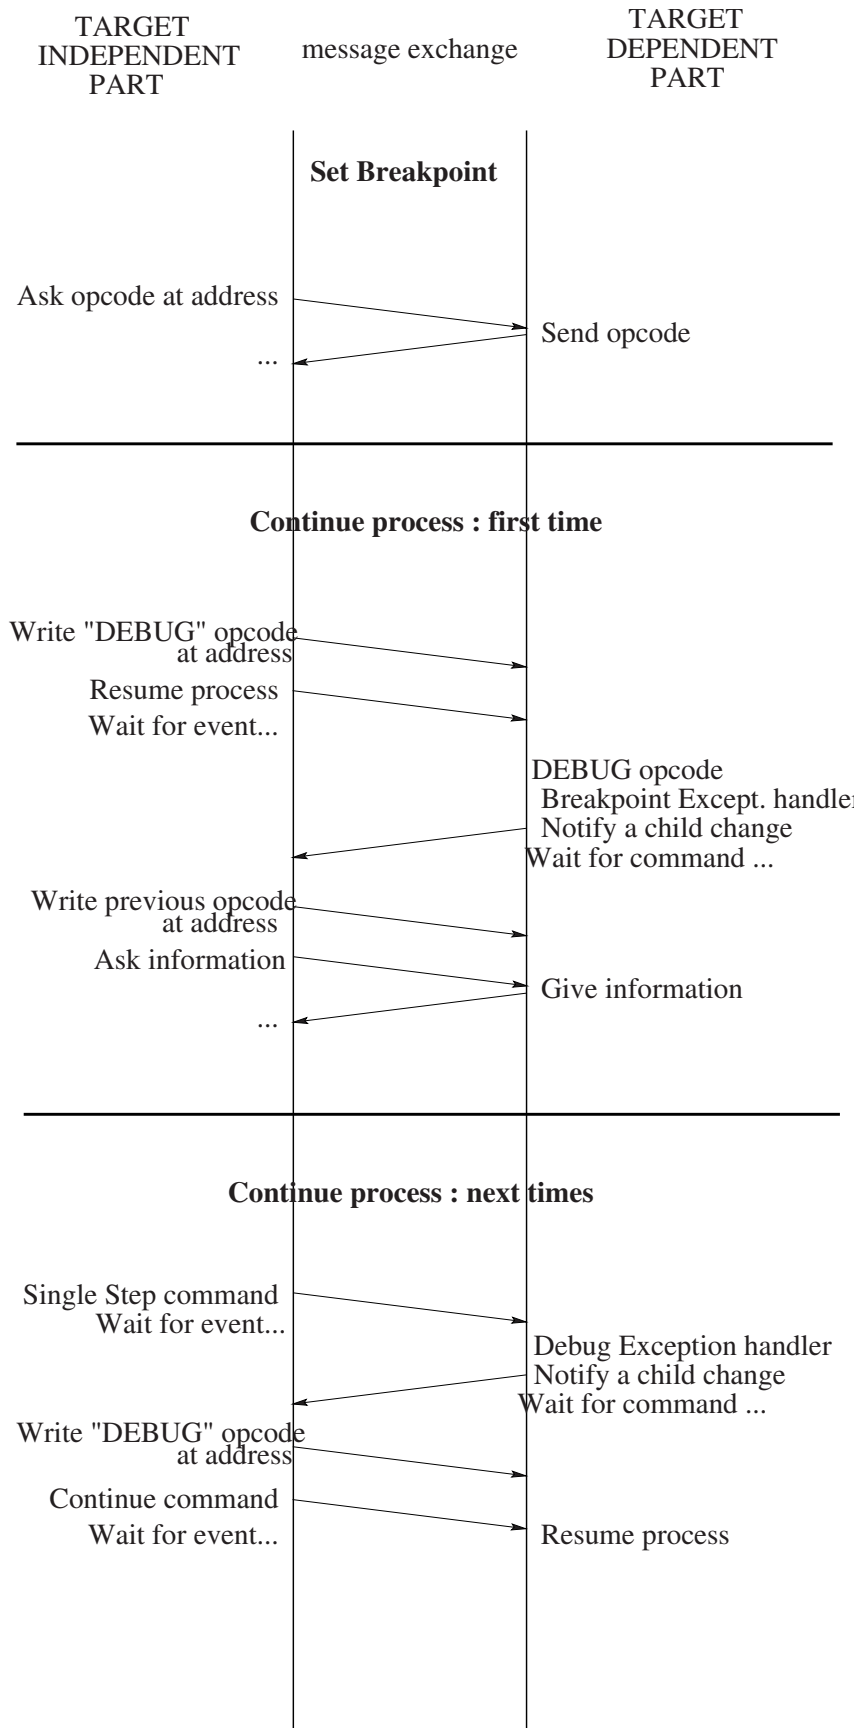 TARGET
INDEPENDENT
PART
message exchange
TARGET
DEPENDENT
PART
Set Breakpoint
Ask opcode at address
Send opcode
...
Continue process : first time
Write "DEBUG" opcode
at address
Resume process
Wait for event...
DEBUG opcode
Breakpoint Except. handler
Notify a child change
Wait for command ...
Write previous opcode
at address
Ask information
Give information
...
Continue process : next times
Single Step command
Wait for event...
Debug Exception handler
Notify a child change
Wait for command ...
Write "DEBUG" opcode
at address
Continue command
Wait for event...
Resume process